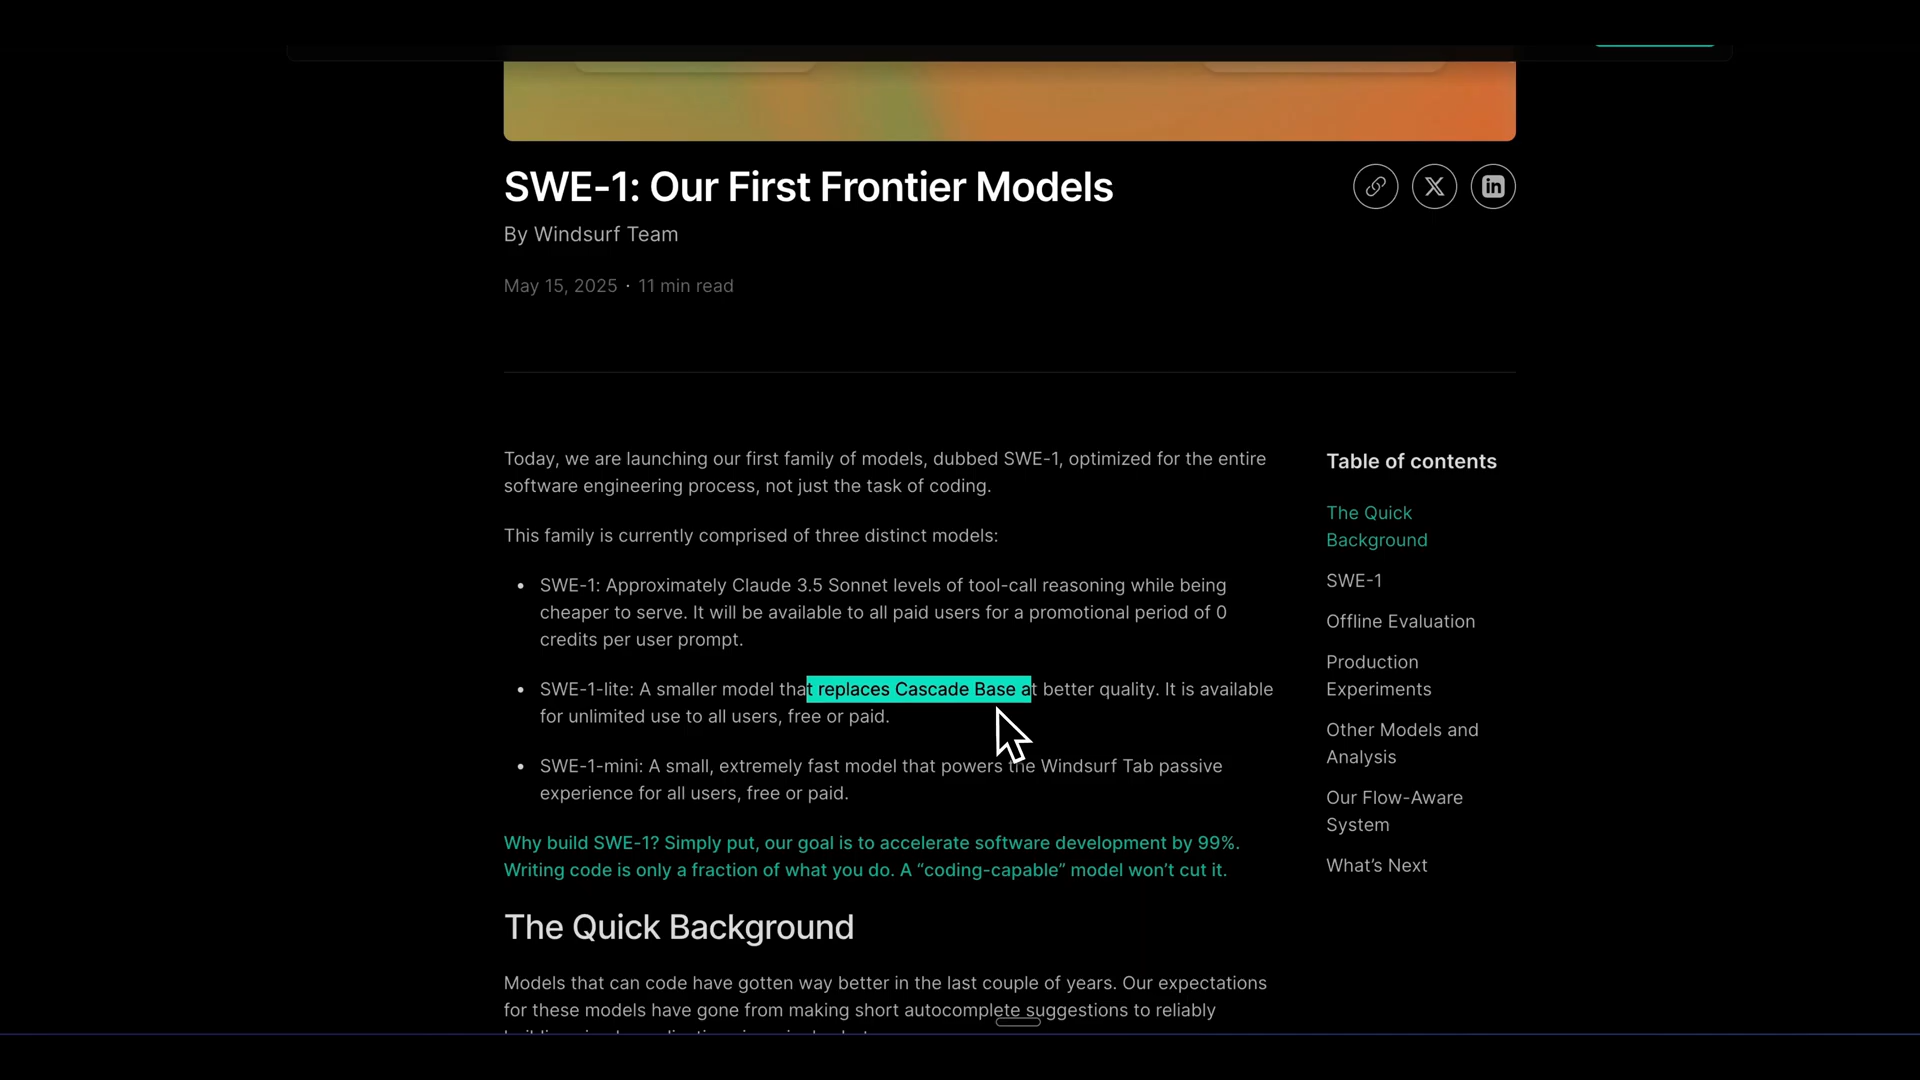 SWE-1: Our First Frontier Models
By Windsurf Team
May 15, 2025 · 11 min read
Today, we are launching our first family of models, dubbed SWE-1, optimized for the entire
software engineering process, not just the task of coding.
This family is currently comprised of three distinct models:
• SWE-1: Approximately Claude 3.5 Sonnet levels of tool-call reasoning while being
cheaper to serve. It will be available to all paid users for a promotional period of 0
credits per user prompt.
• SWE-1-lite: A smaller model that replaces Cascade Base at better quality. It is available
for unlimited use to all users, free or paid.
• SWE-1-mini: A small, extremely fast model that powers the Windsurf Tab passive
experience for all users, free or paid.
Why build SWE-1? Simply put, our goal is to accelerate software development by 99%.
Writing code is only a fraction of what you do. A “coding-capable” model won’t cut it.
The Quick Background
Models that can code have gotten way better in the last couple of years. Our expectations
for these models have gone from making short autocomplete suggestions to reliably
Table of contents
The Quick
Background
SWE-1
Offline Evaluation
Production
Experiments
Other Models and
Analysis
Our Flow-Aware
System
What’s Next